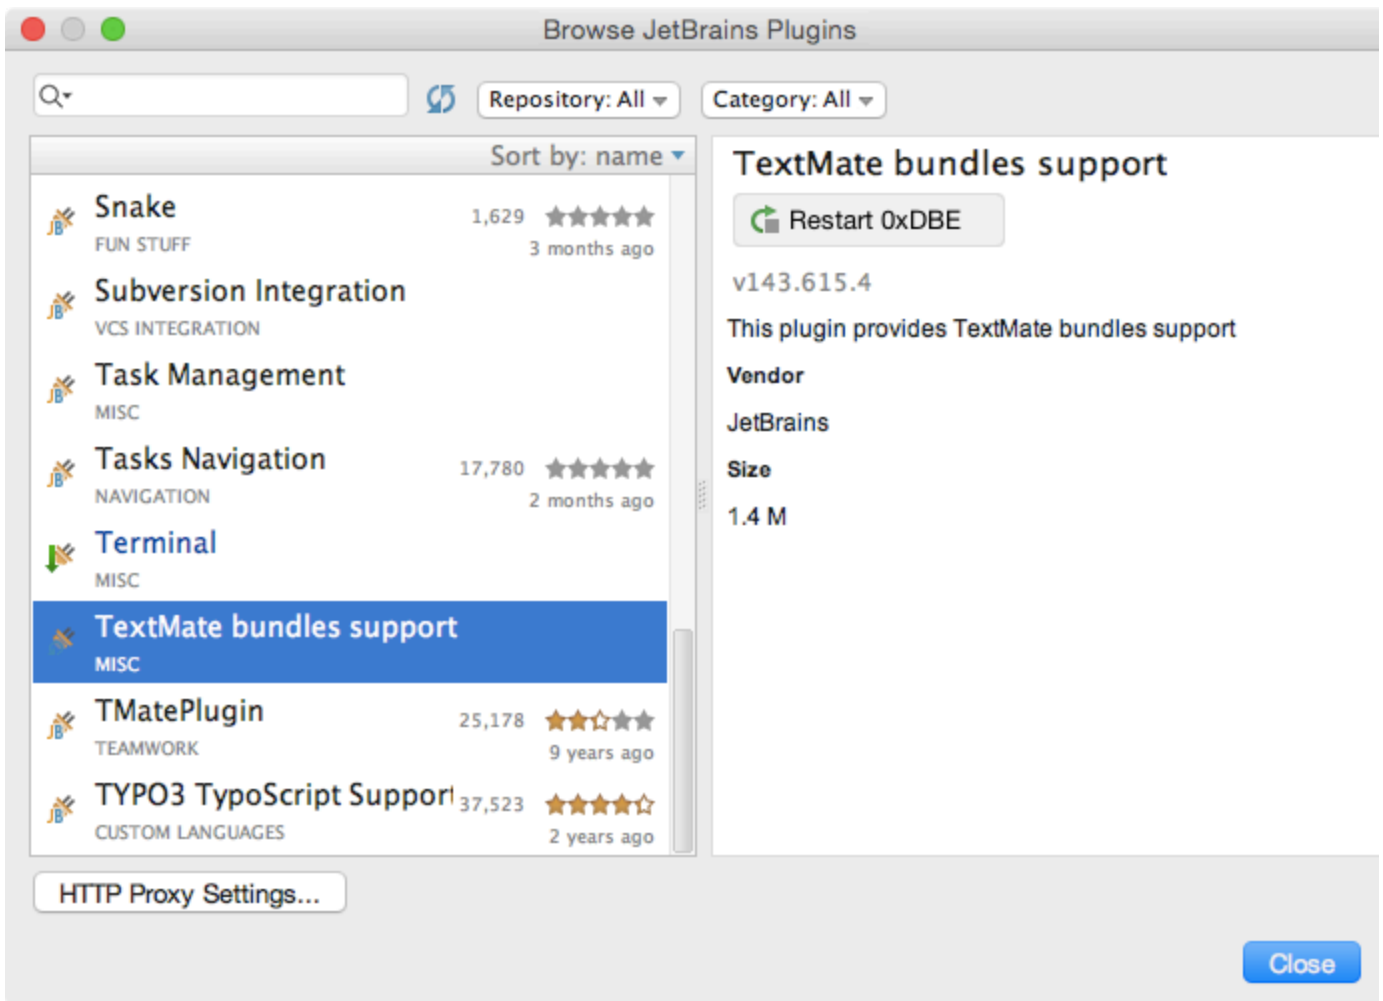 Browse JetBrains Plugins
Repository: All
Category: All
Sort by: name
Snake
1,629
FUN STUFF
3 months ago
Subversion Integration
VCS INTEGRATION
Task Management
MISC
Tasks Navigation
17,780
NAVIGATION
2 months ago
Terminal
MISC
TextMate bundles support
MISC
TMatePlugin
25,178
TEAMWORK
9 years ago
TYPO3 TypoScript Support
37,523
CUSTOM LANGUAGES
2 years ago
TextMate bundles support
Restart 0xDBE
v143.615.4
This plugin provides TextMate bundles support
Vendor
JetBrains
Size
1.4 M
HTTP Proxy Settings...
Close